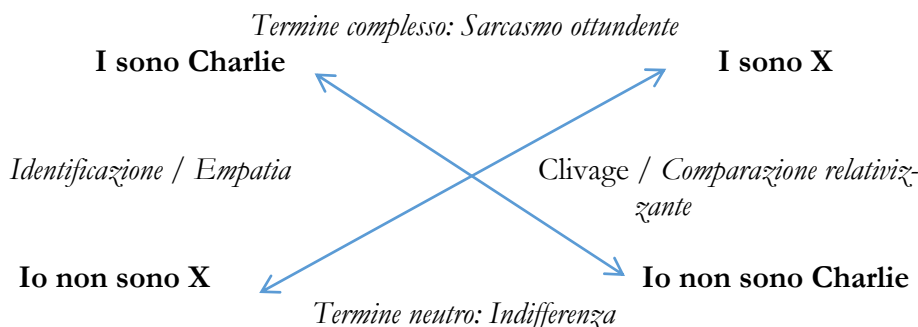 Termine complesso: Sarcasmo ottundente
I sono Charlie
I sono X
Identificazione / Empatia
Clivage / Comparazione relativiz-
zante
Io non sono X
Io non sono Charlie
Termine neutro: Indifferenza